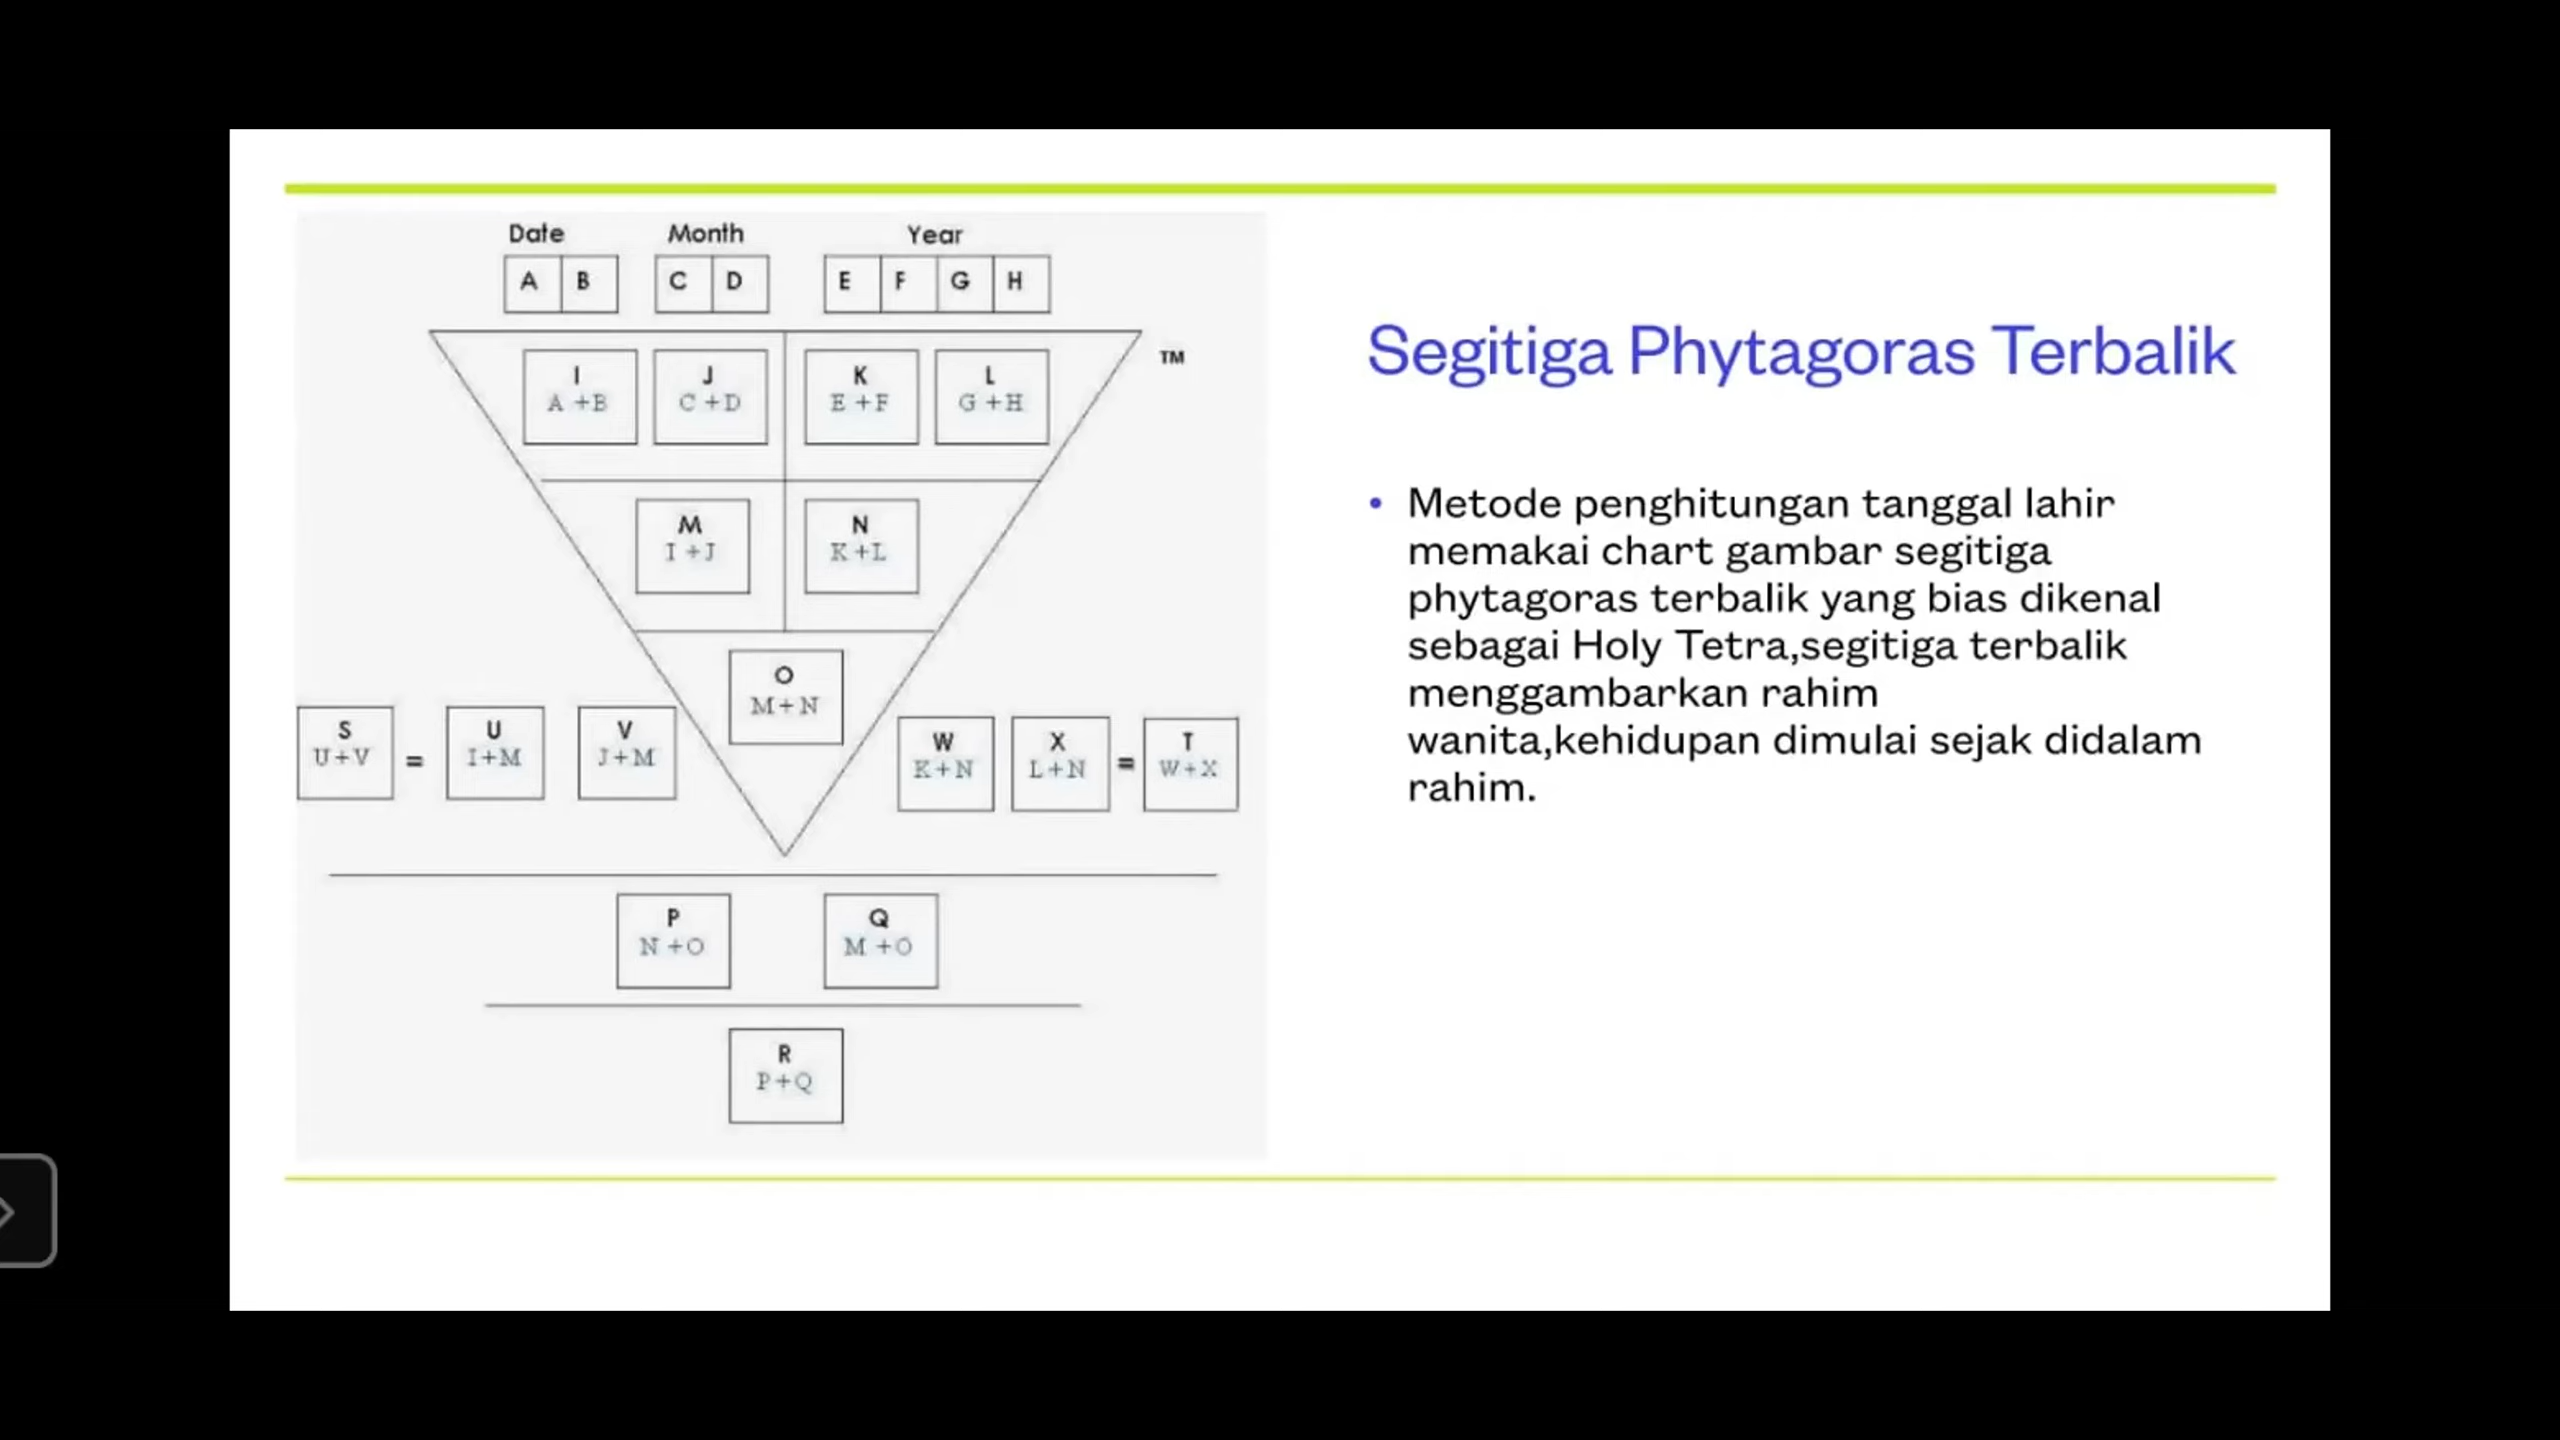 Date Month Year
A B C D E F G H
TM
I J K L
A +B C +D E +F G +H
M N
I +J K +L
O
M+N
S U V W X T
U+V = I+M J+M K+N L+N = W+X
P Q
N +O M +O
R
P+Q
Segitiga Phytagoras Terbalik
• Metode penghitungan tanggal lahir
memakai chart gambar segitiga
phytagoras terbalik yang bias dikenal
sebagai Holy Tetra,segitiga terbalik
menggambarkan rahim
wanita,kehidupan dimulai sejak didalam
rahim.